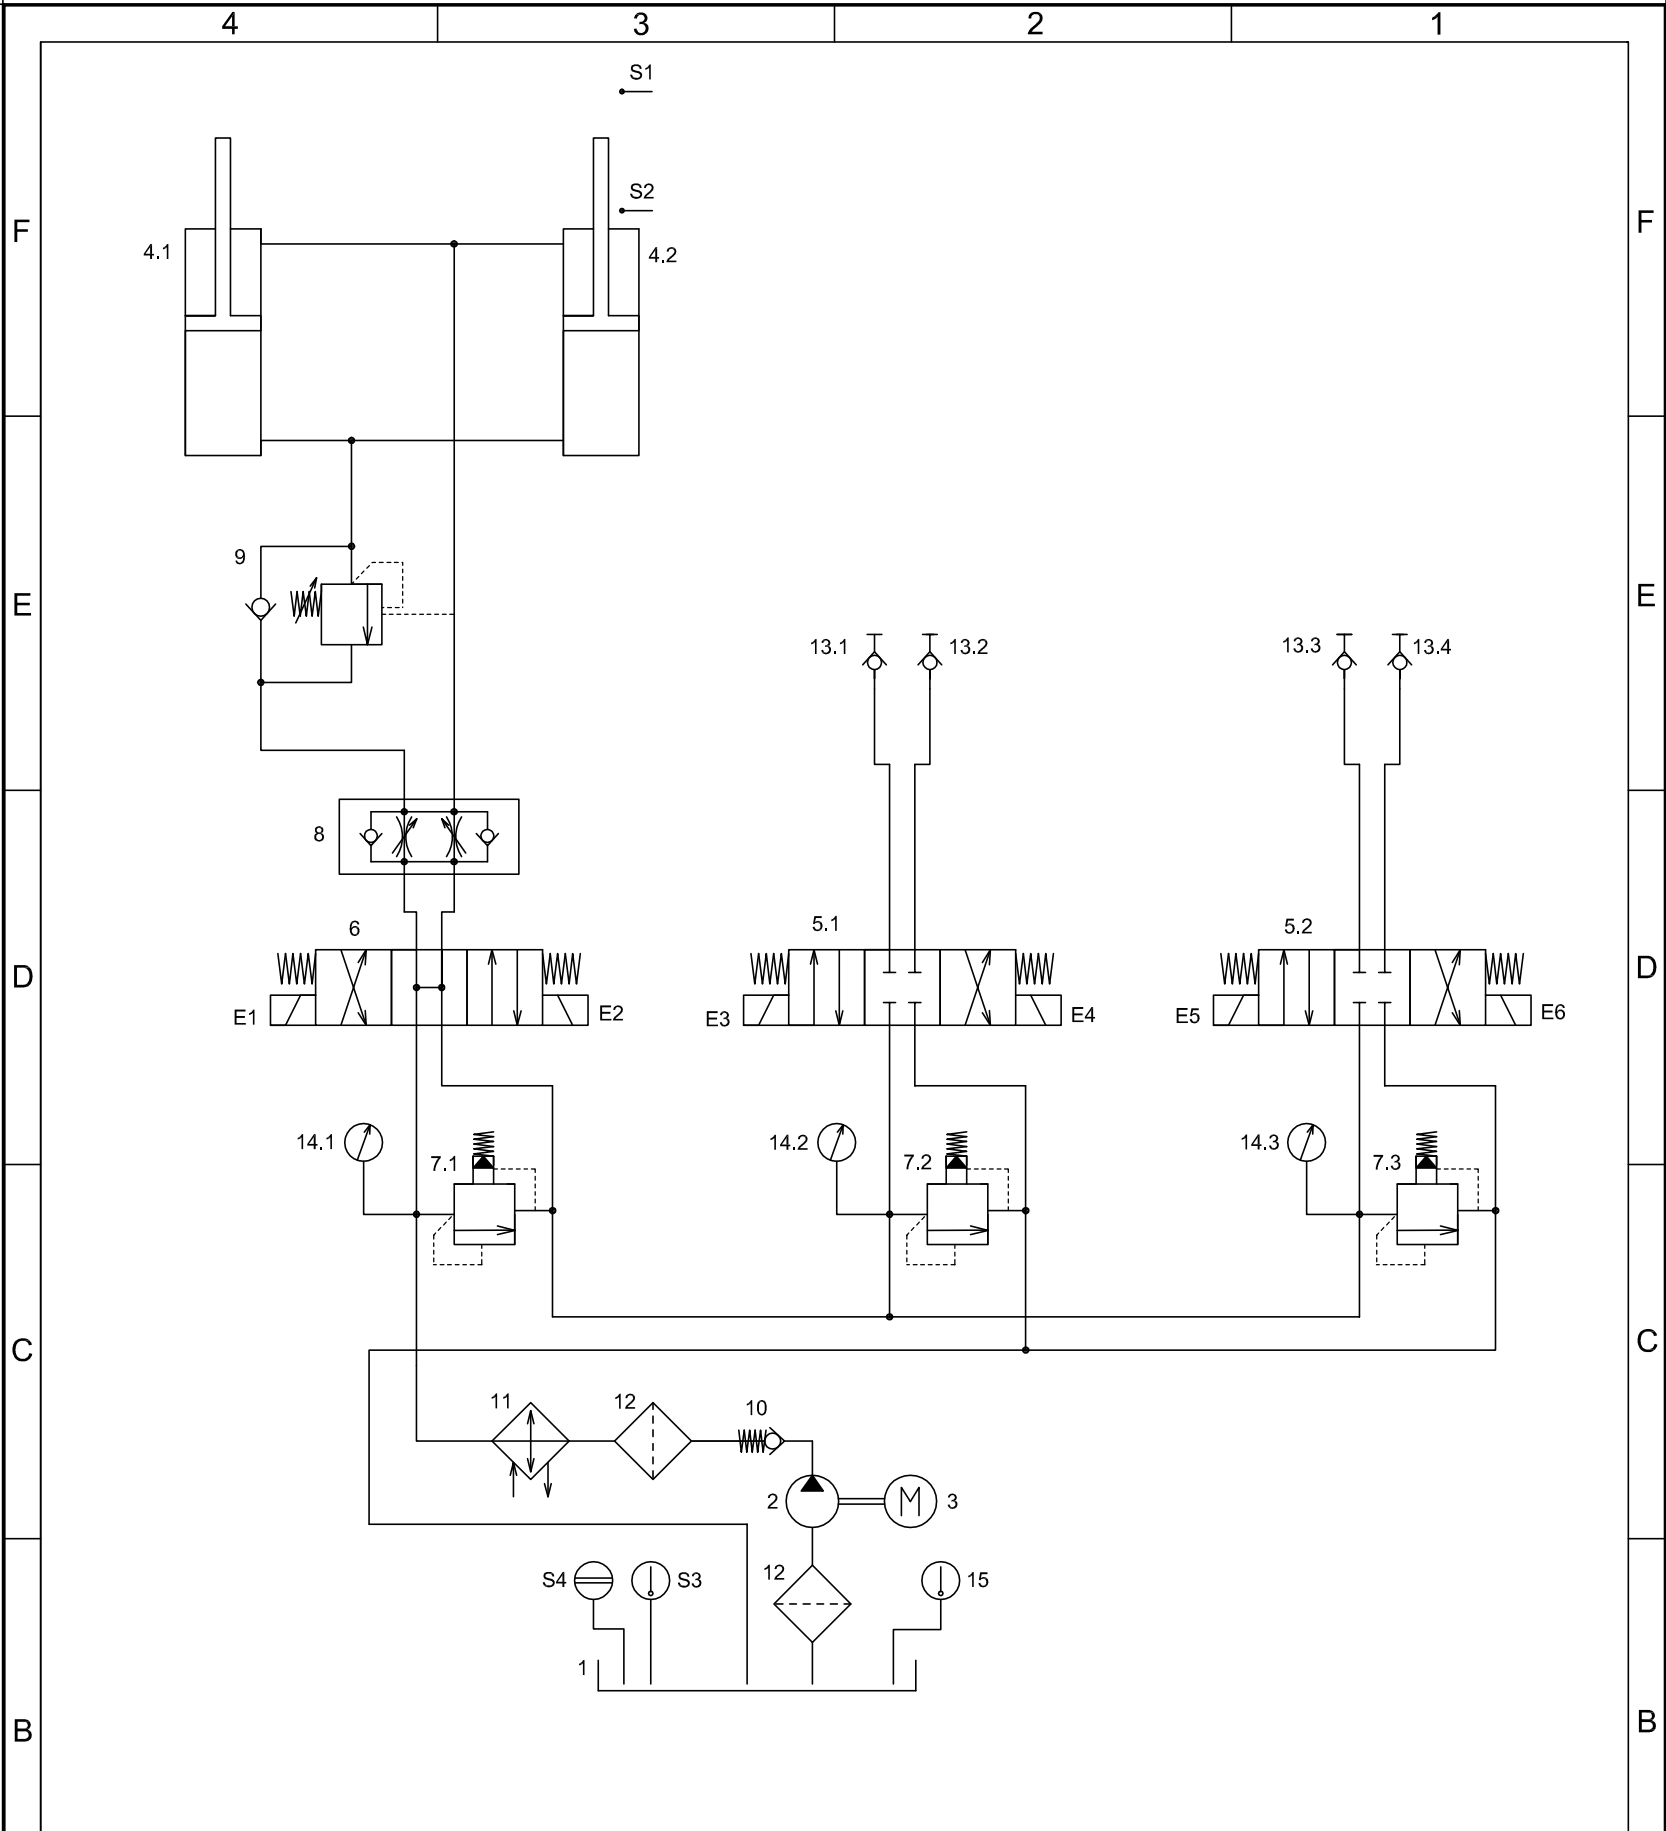 4 3 2 1
S1
S2
F F
4.1 4.2
9
E E
13.1 13.2 13.3 13.4
8
6 5.1 5.2
D D
E1 E2 E3 E4 E5 E6
14.1 14.2 14.3
7.1 7.2 7.3
C C
11 12 10
2 M 3
12
S4 S3 15
1
B B